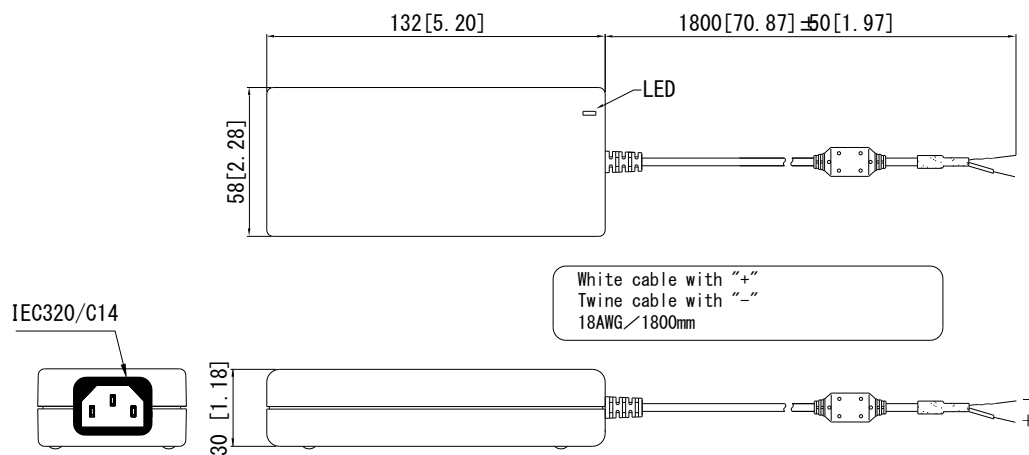 132[5.20]
1800[70.87]±50[1.97]
LED
58[2.28]
White cable with "+"
Twine cable with "-"
18AWG／1800mm
IEC320/C14
30 [1.18]
-
+